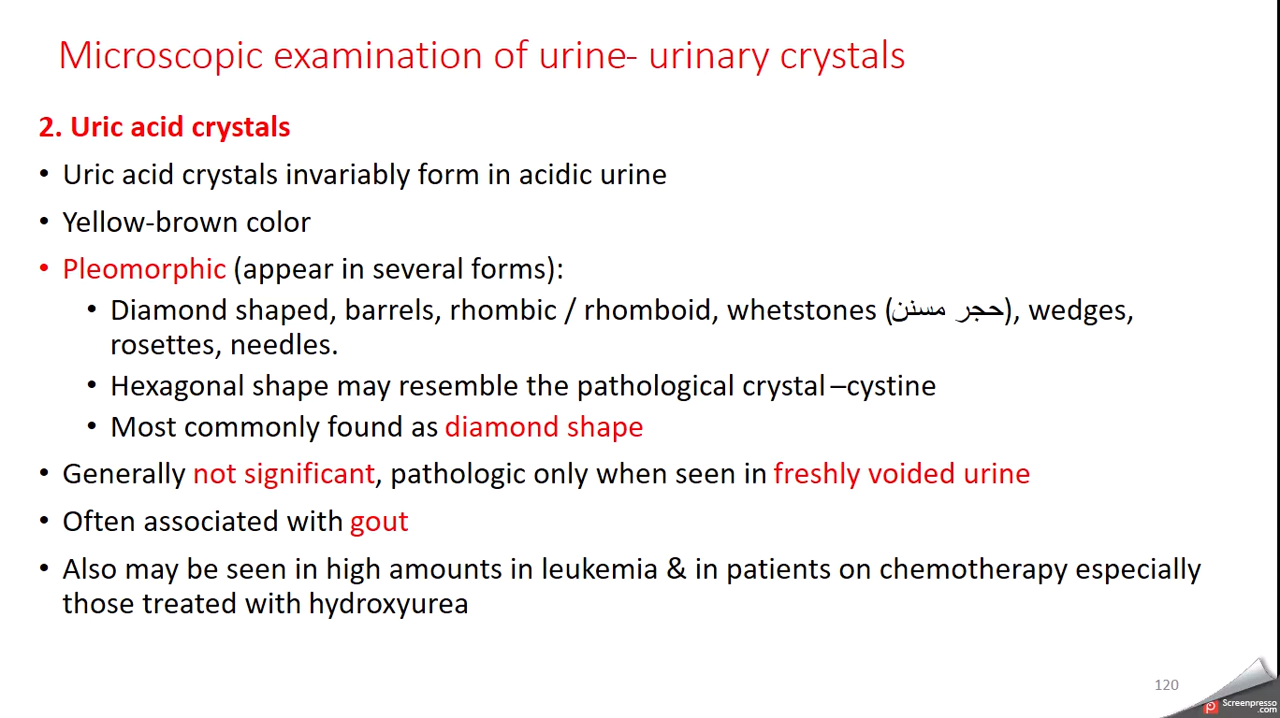 Microscopic examination of urine- urinary crystals
2. Uric acid crystals
• Uric acid crystals invariably form in acidic urine
• Yellow-brown color
• Pleomorphic (appear in several forms):
• Diamond shaped, barrels, rhombic / rhomboid, whetstones (حجر مسنن), wedges,
rosettes, needles.
• Hexagonal shape may resemble the pathological crystal –cystine
• Most commonly found as diamond shape
• Generally not significant, pathologic only when seen in freshly voided urine
• Often associated with gout
• Also may be seen in high amounts in leukemia & in patients on chemotherapy especially
those treated with hydroxyurea
120
Screenpresso
.com